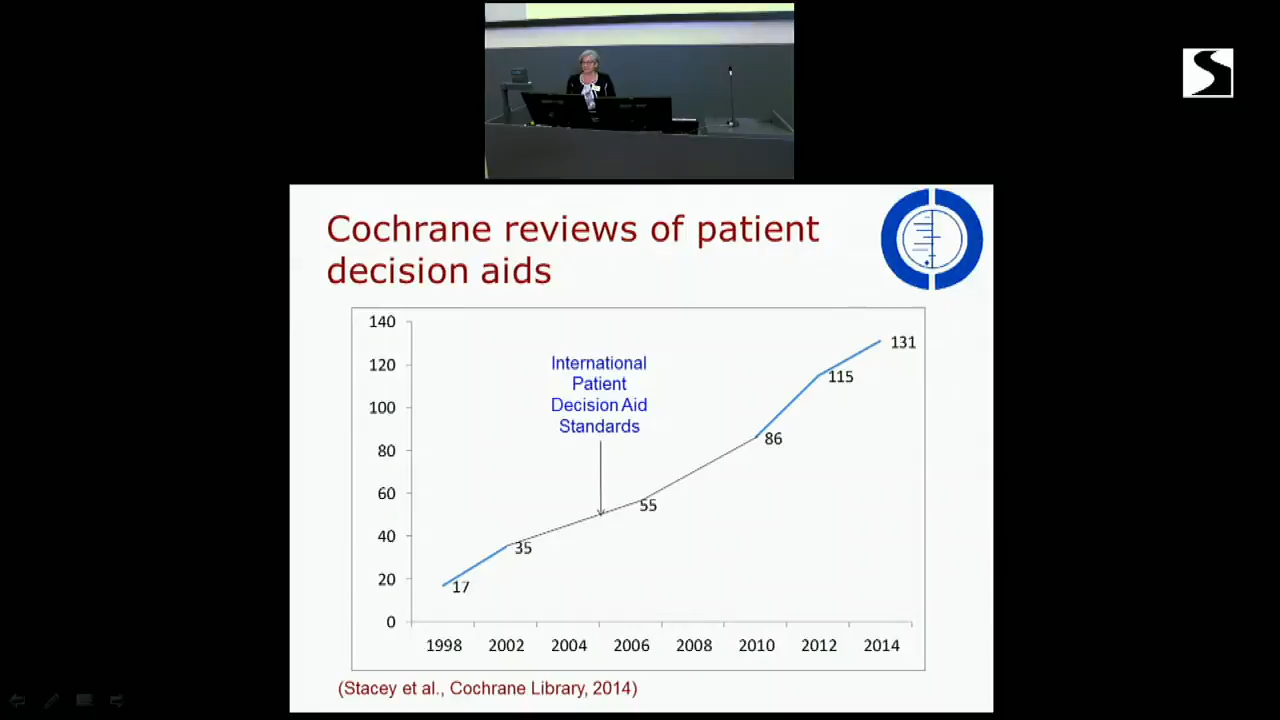 Cochrane reviews of patient
decision aids
140
120
100
80
60
40
20
0
International
Patient
Decision Aid
Standards
17
35
55
86
115
131
1998 2002 2004 2006 2008 2010 2012 2014
(Stacey et al., Cochrane Library, 2014)